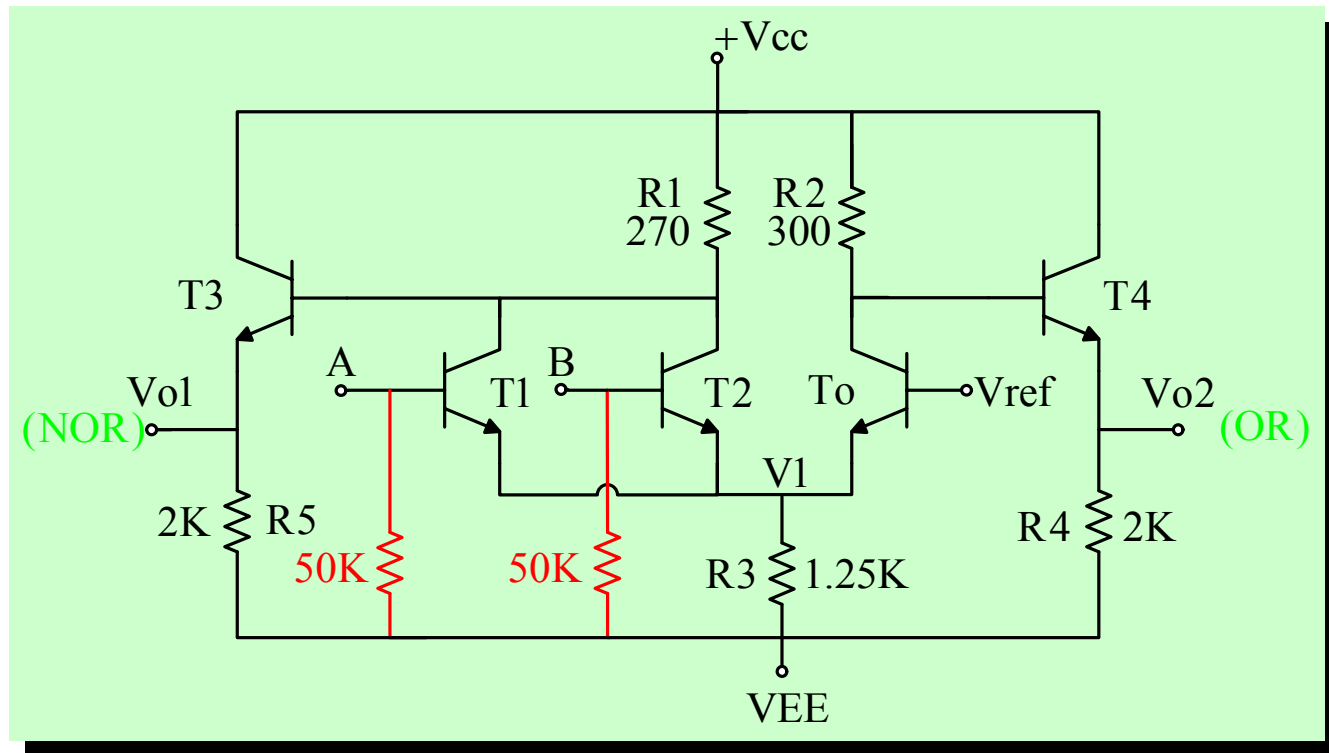 +Vcc
R1
270
R2
300
T3
T4
A
B
T1
T2
To
Vref
Vo1
(NOR)
Vo2
(OR)
V1
2K
R5
50K
50K
R3
1.25K
R4
2K
VEE